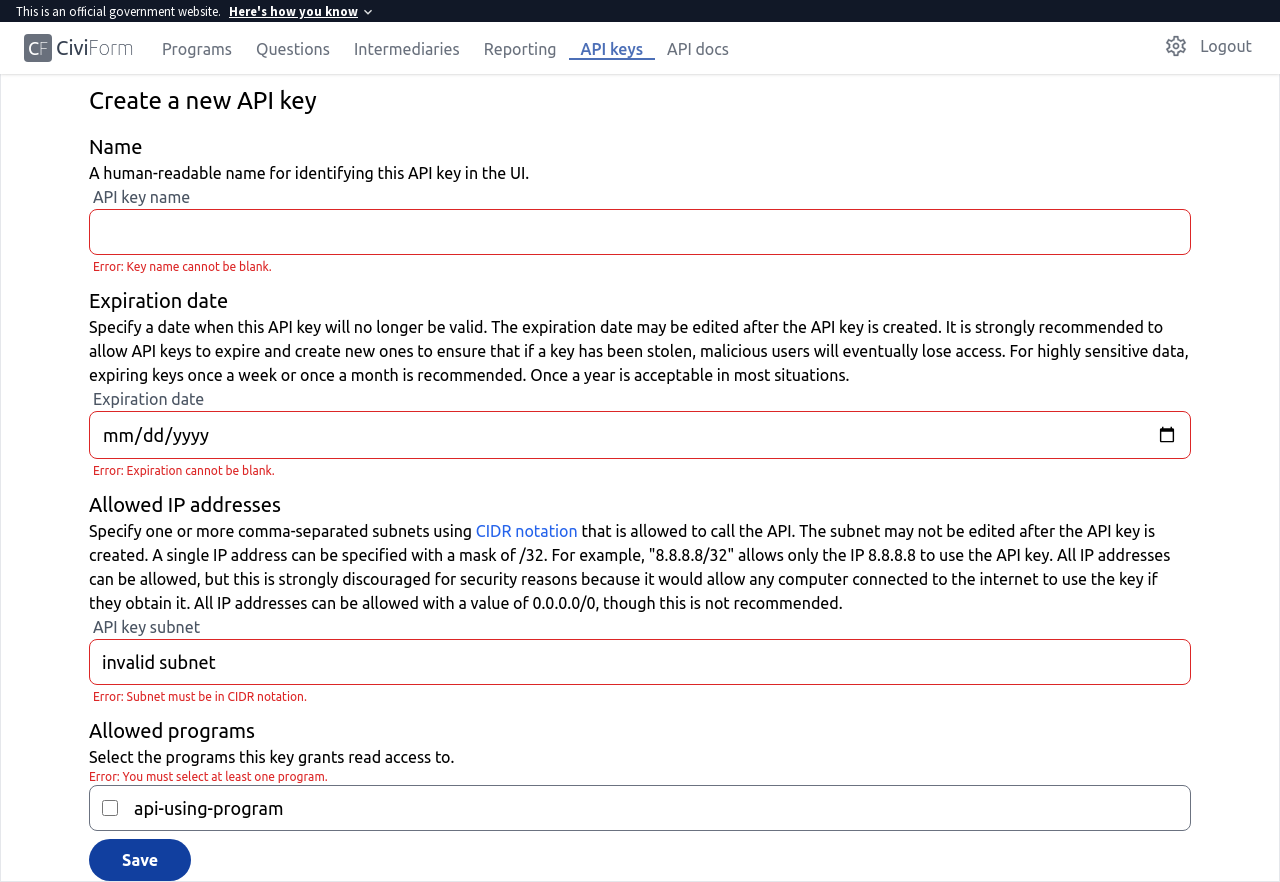 This is an official government website. Here's how you know
CF CiviForm Programs Questions Intermediaries Reporting API keys API docs Logout
Create a new API key
Name
A human-readable name for identifying this API key in the UI.
API key name
Error: Key name cannot be blank.
Expiration date
Specify a date when this API key will no longer be valid. The expiration date may be edited after the API key is created. It is strongly recommended to
allow API keys to expire and create new ones to ensure that if a key has been stolen, malicious users will eventually lose access. For highly sensitive data,
expiring keys once a week or once a month is recommended. Once a year is acceptable in most situations.
Expiration date
mm/dd/yyyy
Error: Expiration cannot be blank.
Allowed IP addresses
Specify one or more comma-separated subnets using CIDR notation that is allowed to call the API. The subnet may not be edited after the API key is
created. A single IP address can be specified with a mask of /32. For example, "8.8.8.8/32" allows only the IP 8.8.8.8 to use the API key. All IP addresses
can be allowed, but this is strongly discouraged for security reasons because it would allow any computer connected to the internet to use the key if
they obtain it. All IP addresses can be allowed with a value of 0.0.0.0/0, though this is not recommended.
API key subnet
invalid subnet
Error: Subnet must be in CIDR notation.
Allowed programs
Select the programs this key grants read access to.
Error: You must select at least one program.
api-using-program
Save